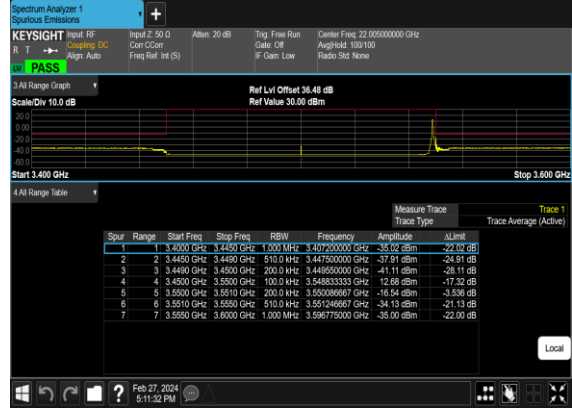 Spectrum Analyzer 1
Spurious Emissions
+
KEYSIGHT Input: RF Input Z: 50 Ω Atten: 20 dB Trig: Free Run Center Freq: 22.005000000 GHz
R T Coupling: DC Corr CCorr Gate: Off Avg|Hold: 100/100
Align: Auto Freq Ref: Int (S) IF Gain: Low Radio Std: None
LW PASS
3 All Range Graph
Ref Lvl Offset 36.48 dB
Scale/Div 10.0 dB Ref Value 30.00 dBm
20.0
0.00
-20.0
-40.0
-60.0
Start 3.400 GHz Stop 3.600 GHz
4 All Range Table
Measure Trace Trace 1
Trace Type Trace Average (Active)
Spur Range Start Freq Stop Freq RBW Frequency Amplitude ΔLimit
1 1 3.4000 GHz 3.4450 GHz 1.000 MHz 3.407200000 GHz -35.02 dBm -22.02 dB
2 2 3.4450 GHz 3.4490 GHz 510.0 kHz 3.447500000 GHz -37.91 dBm -24.91 dB
3 3 3.4490 GHz 3.4500 GHz 200.0 kHz 3.449550000 GHz -41.11 dBm -28.11 dB
4 4 3.4500 GHz 3.5500 GHz 100.0 kHz 3.548833333 GHz 12.68 dBm -17.32 dB
5 5 3.5500 GHz 3.5510 GHz 200.0 kHz 3.550086667 GHz -16.54 dBm -3.536 dB
6 6 3.5510 GHz 3.5550 GHz 510.0 kHz 3.551246667 GHz -34.13 dBm -21.13 dB
7 7 3.5550 GHz 3.6000 GHz 1.000 MHz 3.596775000 GHz -35.00 dBm -22.00 dB
Local
? Feb 27, 2024
5:11:32 PM